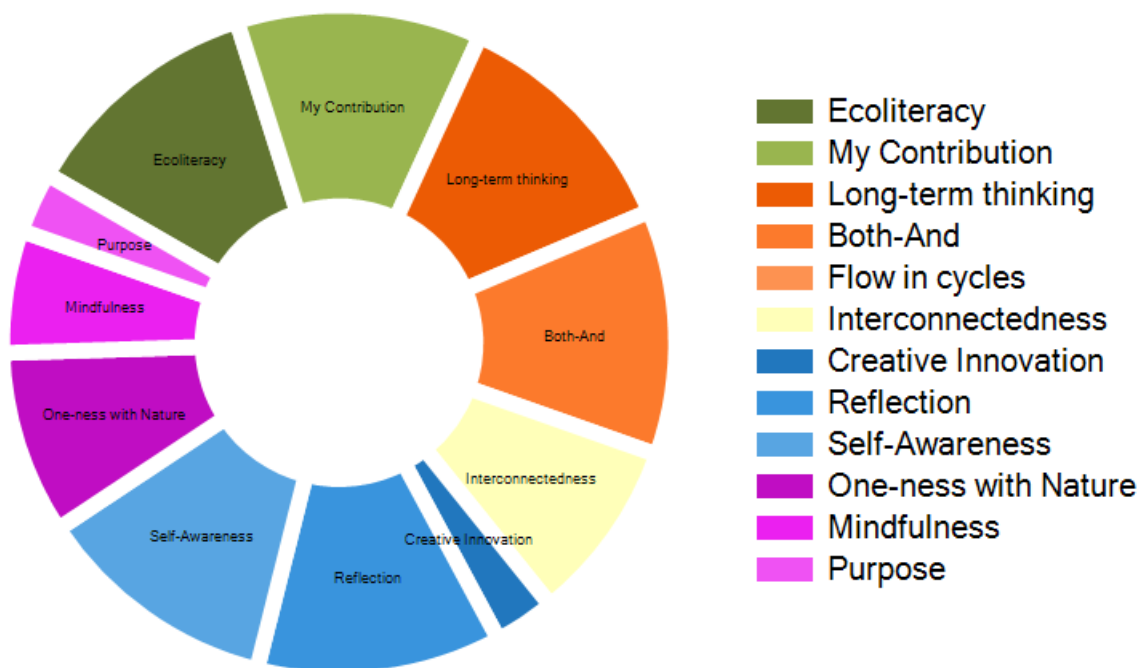 My Contribution
Ecoliteracy
Long-term thinking
Purpose
Mindfulness
Both-And
One-ness with Nature
Interconnectedness
Self-Awareness
Creative Innovation
Reflection
Ecoliteracy
My Contribution
Long-term thinking
Both-And
Flow in cycles
Interconnectedness
Creative Innovation
Reflection
Self-Awareness
One-ness with Nature
Mindfulness
Purpose